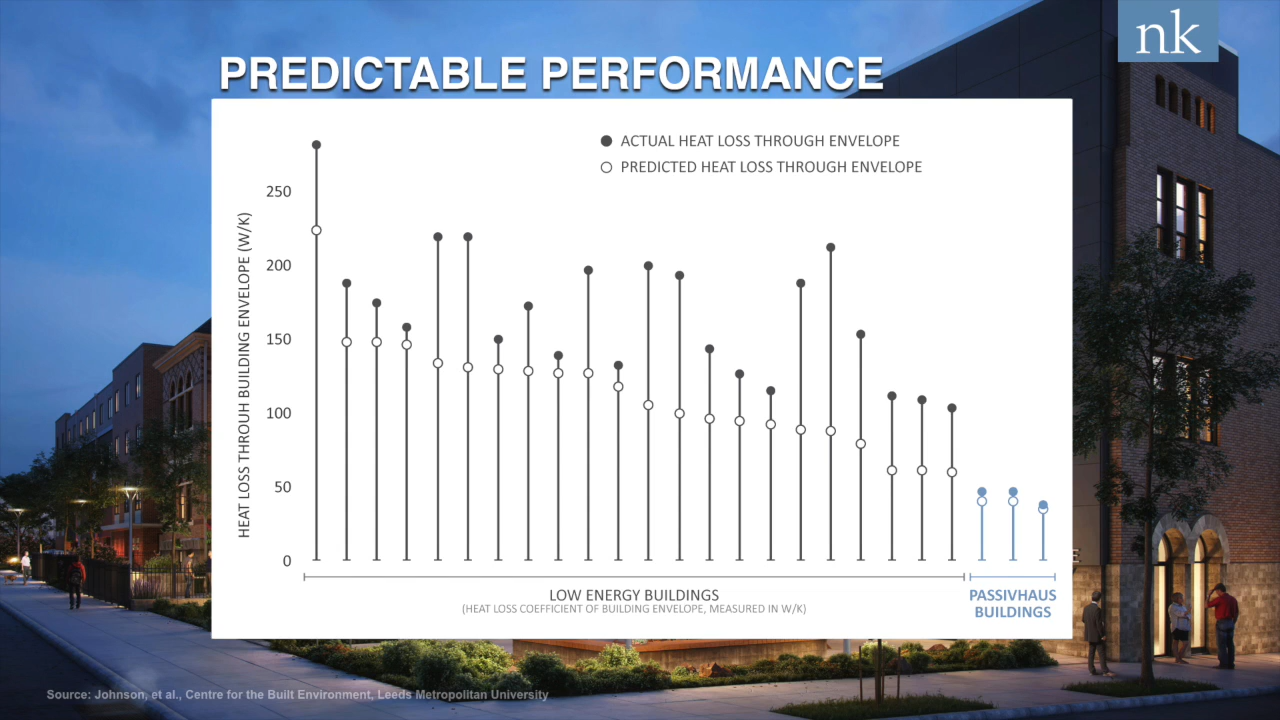 nk
PREDICTABLE PERFORMANCE
ACTUAL HEAT LOSS THROUGH ENVELOPE
PREDICTED HEAT LOSS THROUGH ENVELOPE
HEAT LOSS THROUH BUILDING ENVELOPE (W/K)
250
200
150
100
50
0
LOW ENERGY BUILDINGS
(HEAT LOSS COEFFICIENT OF BUILDING ENVELOPE, MEASURED IN W/K)
PASSIVHAUS
BUILDINGS
Source: Johnson, et al., Centre for the Built Environment, Leeds Metropolitan University